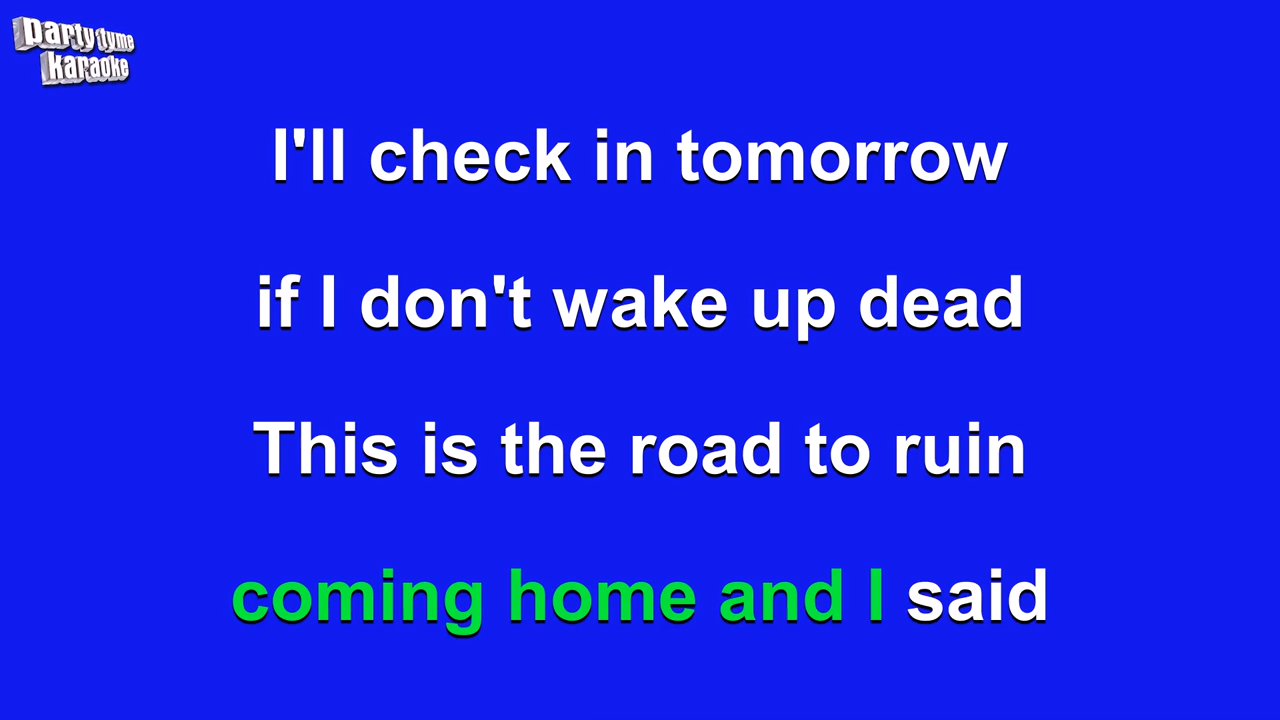 Party tyme
karaoke
I'll check in tomorrow
if I don't wake up dead
This is the road to ruin
coming home and I said